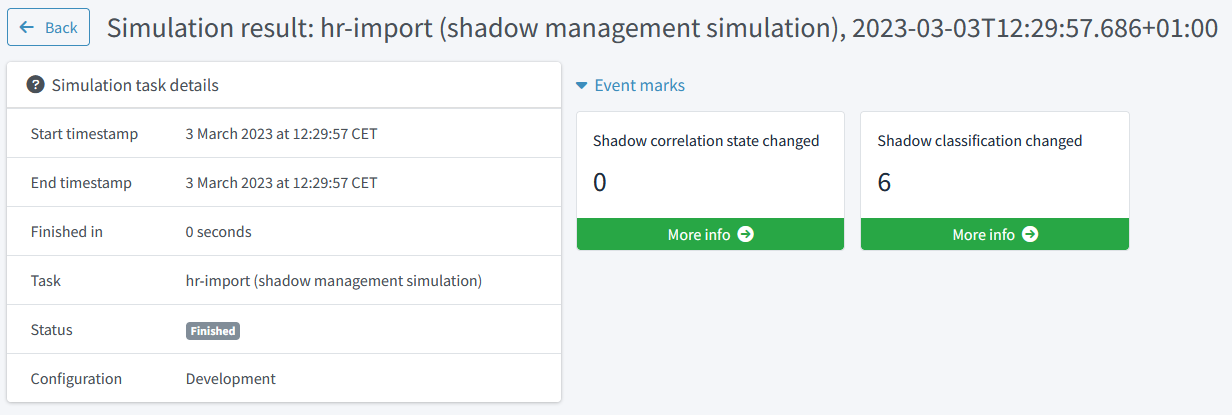 Back
Simulation result: hr-import (shadow management simulation), 2023-03-03T12:29:57.686+01:00
Simulation task details
Start timestamp 3 March 2023 at 12:29:57 CET
End timestamp 3 March 2023 at 12:29:57 CET
Finished in 0 seconds
Task hr-import (shadow management simulation)
Status Finished
Configuration Development
Event marks
Shadow correlation state changed
0
More info
Shadow classification changed
6
More info